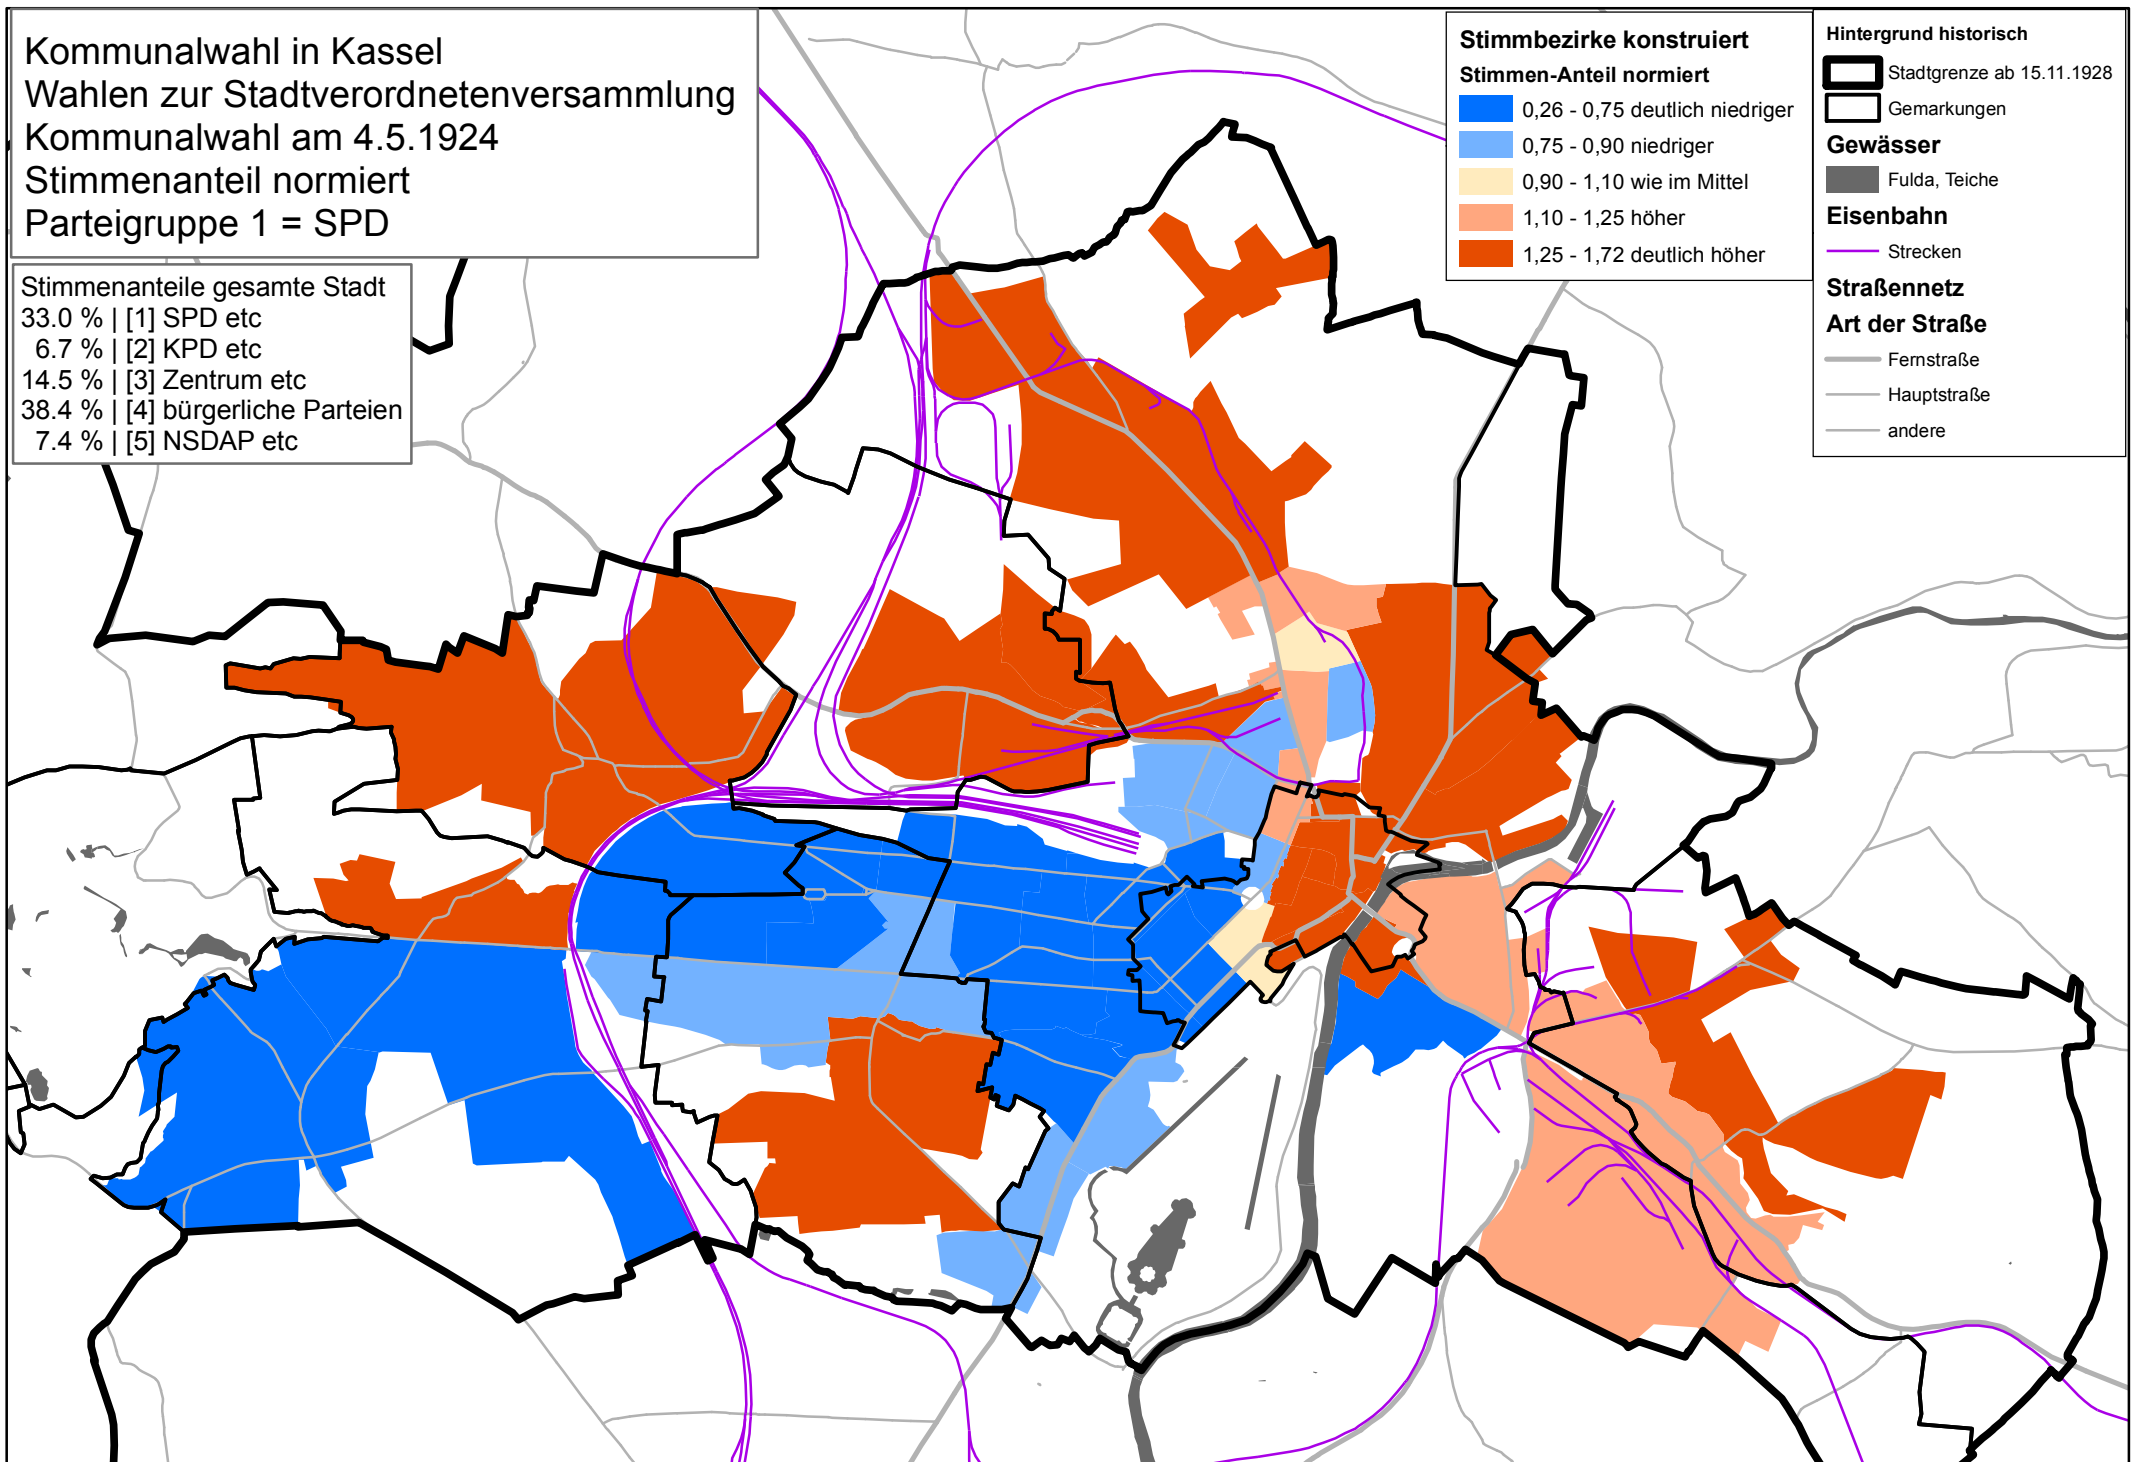 Kommunalwahl in Kassel
Wahlen zur Stadtverordnetenversammlung
Kommunalwahl am 4.5.1924
Stimmenanteil normiert
Parteigruppe 1 = SPD
Stimmenanteile gesamte Stadt
33.0 % | [1] SPD etc
6.7 % | [2] KPD etc
14.5 % | [3] Zentrum etc
38.4 % | [4] bürgerliche Parteien
7.4 % | [5] NSDAP etc
Stimmbezirke konstruiert
Stimmen-Anteil normiert
0,26 - 0,75 deutlich niedriger
0,75 - 0,90 niedriger
0,90 - 1,10 wie im Mittel
1,10 - 1,25 höher
1,25 - 1,72 deutlich höher
Hintergrund historisch
Stadtgrenze ab 15.11.1928
Gemarkungen
Gewässer
Fulda, Teiche
Eisenbahn
Strecken
Straßennetz
Art der Straße
Fernstraße
Hauptstraße
andere